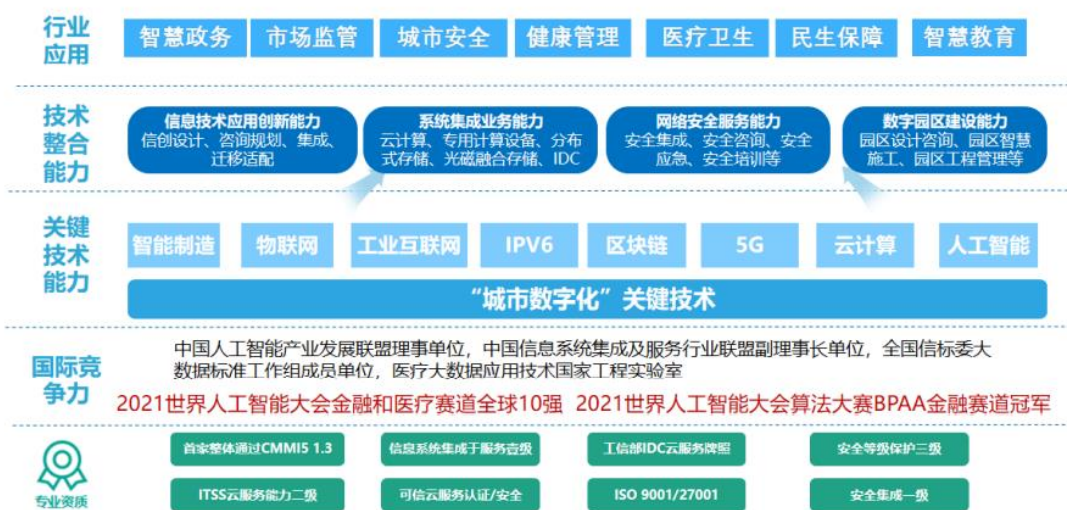 行业
应用
智慧政务 市场监管 城市安全 健康管理 医疗卫生 民生保障 智慧教育
技术
整合
能力
信息技术应用创新能力
信创设计、咨询规划、集成、
迁移适配
系统集成业务能力
云计算、专用计算设备、分布
式存储、光磁融合存储、IDC
网络安全服务能力
安全集成、安全咨询、安全
应急、安全培训等
数字园区建设能力
园区设计咨询、园区智慧
施工、园区工程管理等
关键
技术
能力
智能制造 物联网 工业互联网 IPV6 区块链 5G 云计算 人工智能
“城市数字化”关键技术
国际竞
争力
中国人工智能产业发展联盟理事单位，中国信息系统集成及服务行业联盟副理事长单位，全国信标委大
数据标准工作组成员单位，医疗大数据应用技术国家工程实验室
2021世界人工智能大会金融和医疗赛道全球10强 2021世界人工智能大会算法大赛BPAA金融赛道冠军
专业资质
首家整体通过CMMI5 1.3 信息系统集成于服务壹级 工信部IDC云服务牌照 安全等级保护三级
ITSS云服务能力二级 可信云服务认证/安全 ISO 9001/27001 安全集成一级